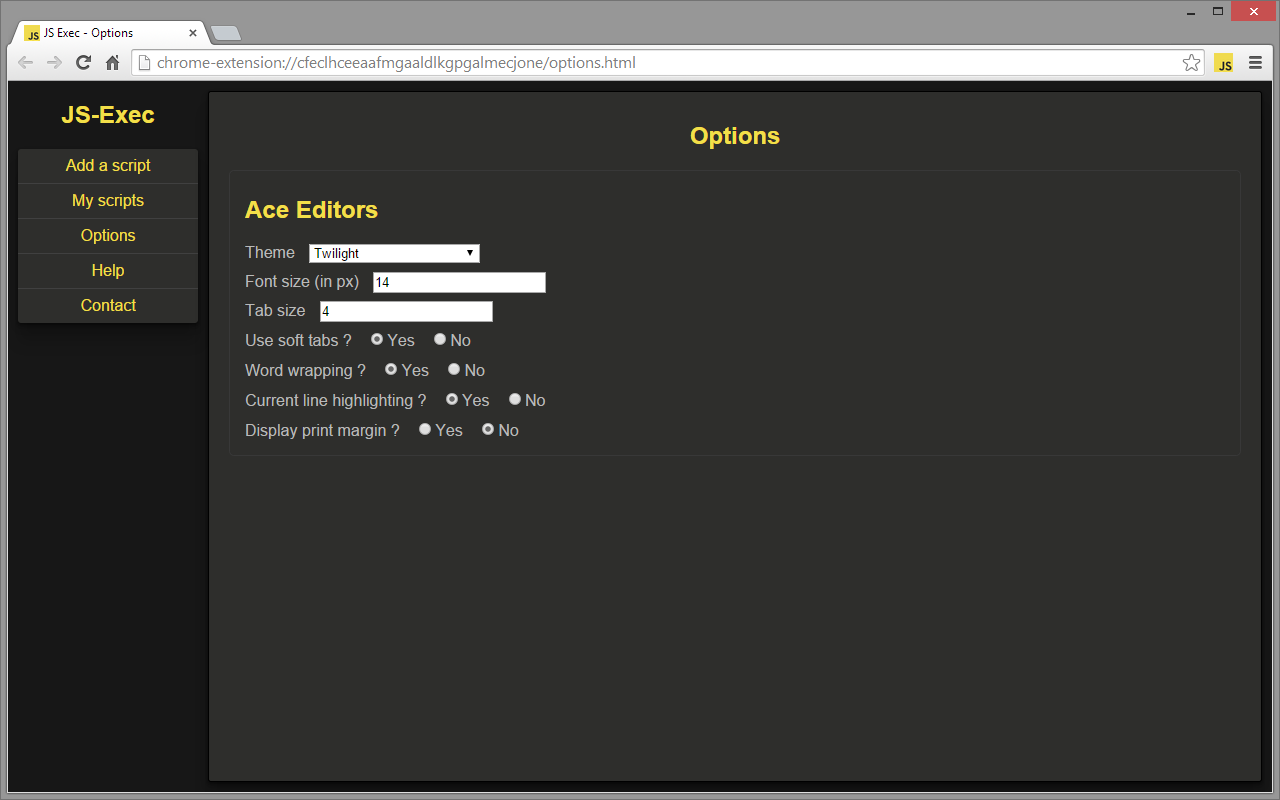 JS JS Exec - Options
chrome-extension://cfeclhceeaafmgaaldlkgpgalmecjone/options.html JS
JS-Exec
Add a script
My scripts
Options
Help
Contact
Options
Ace Editors
Theme Twilight
Font size (in px) 14
Tab size 4
Use soft tabs ? Yes No
Word wrapping ? Yes No
Current line highlighting ? Yes No
Display print margin ? Yes No